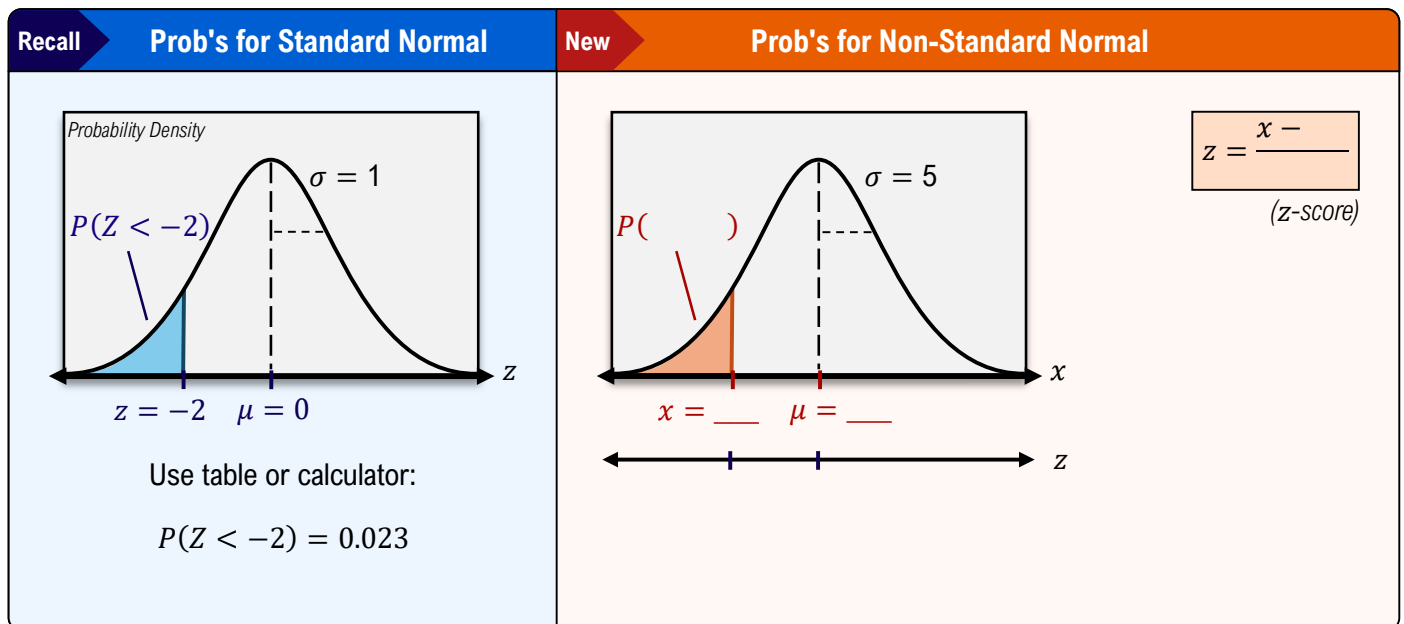 Recall
Prob's for Standard Normal
Probability Density
σ = 1
P(Z < −2)
z
z = −2
μ = 0
Use table or calculator:
P(Z < −2) = 0.023
New
Prob's for Non-Standard Normal
σ = 5
P(      )
x
x = ___
μ = ___
z
z = x − / ___
(z-score)